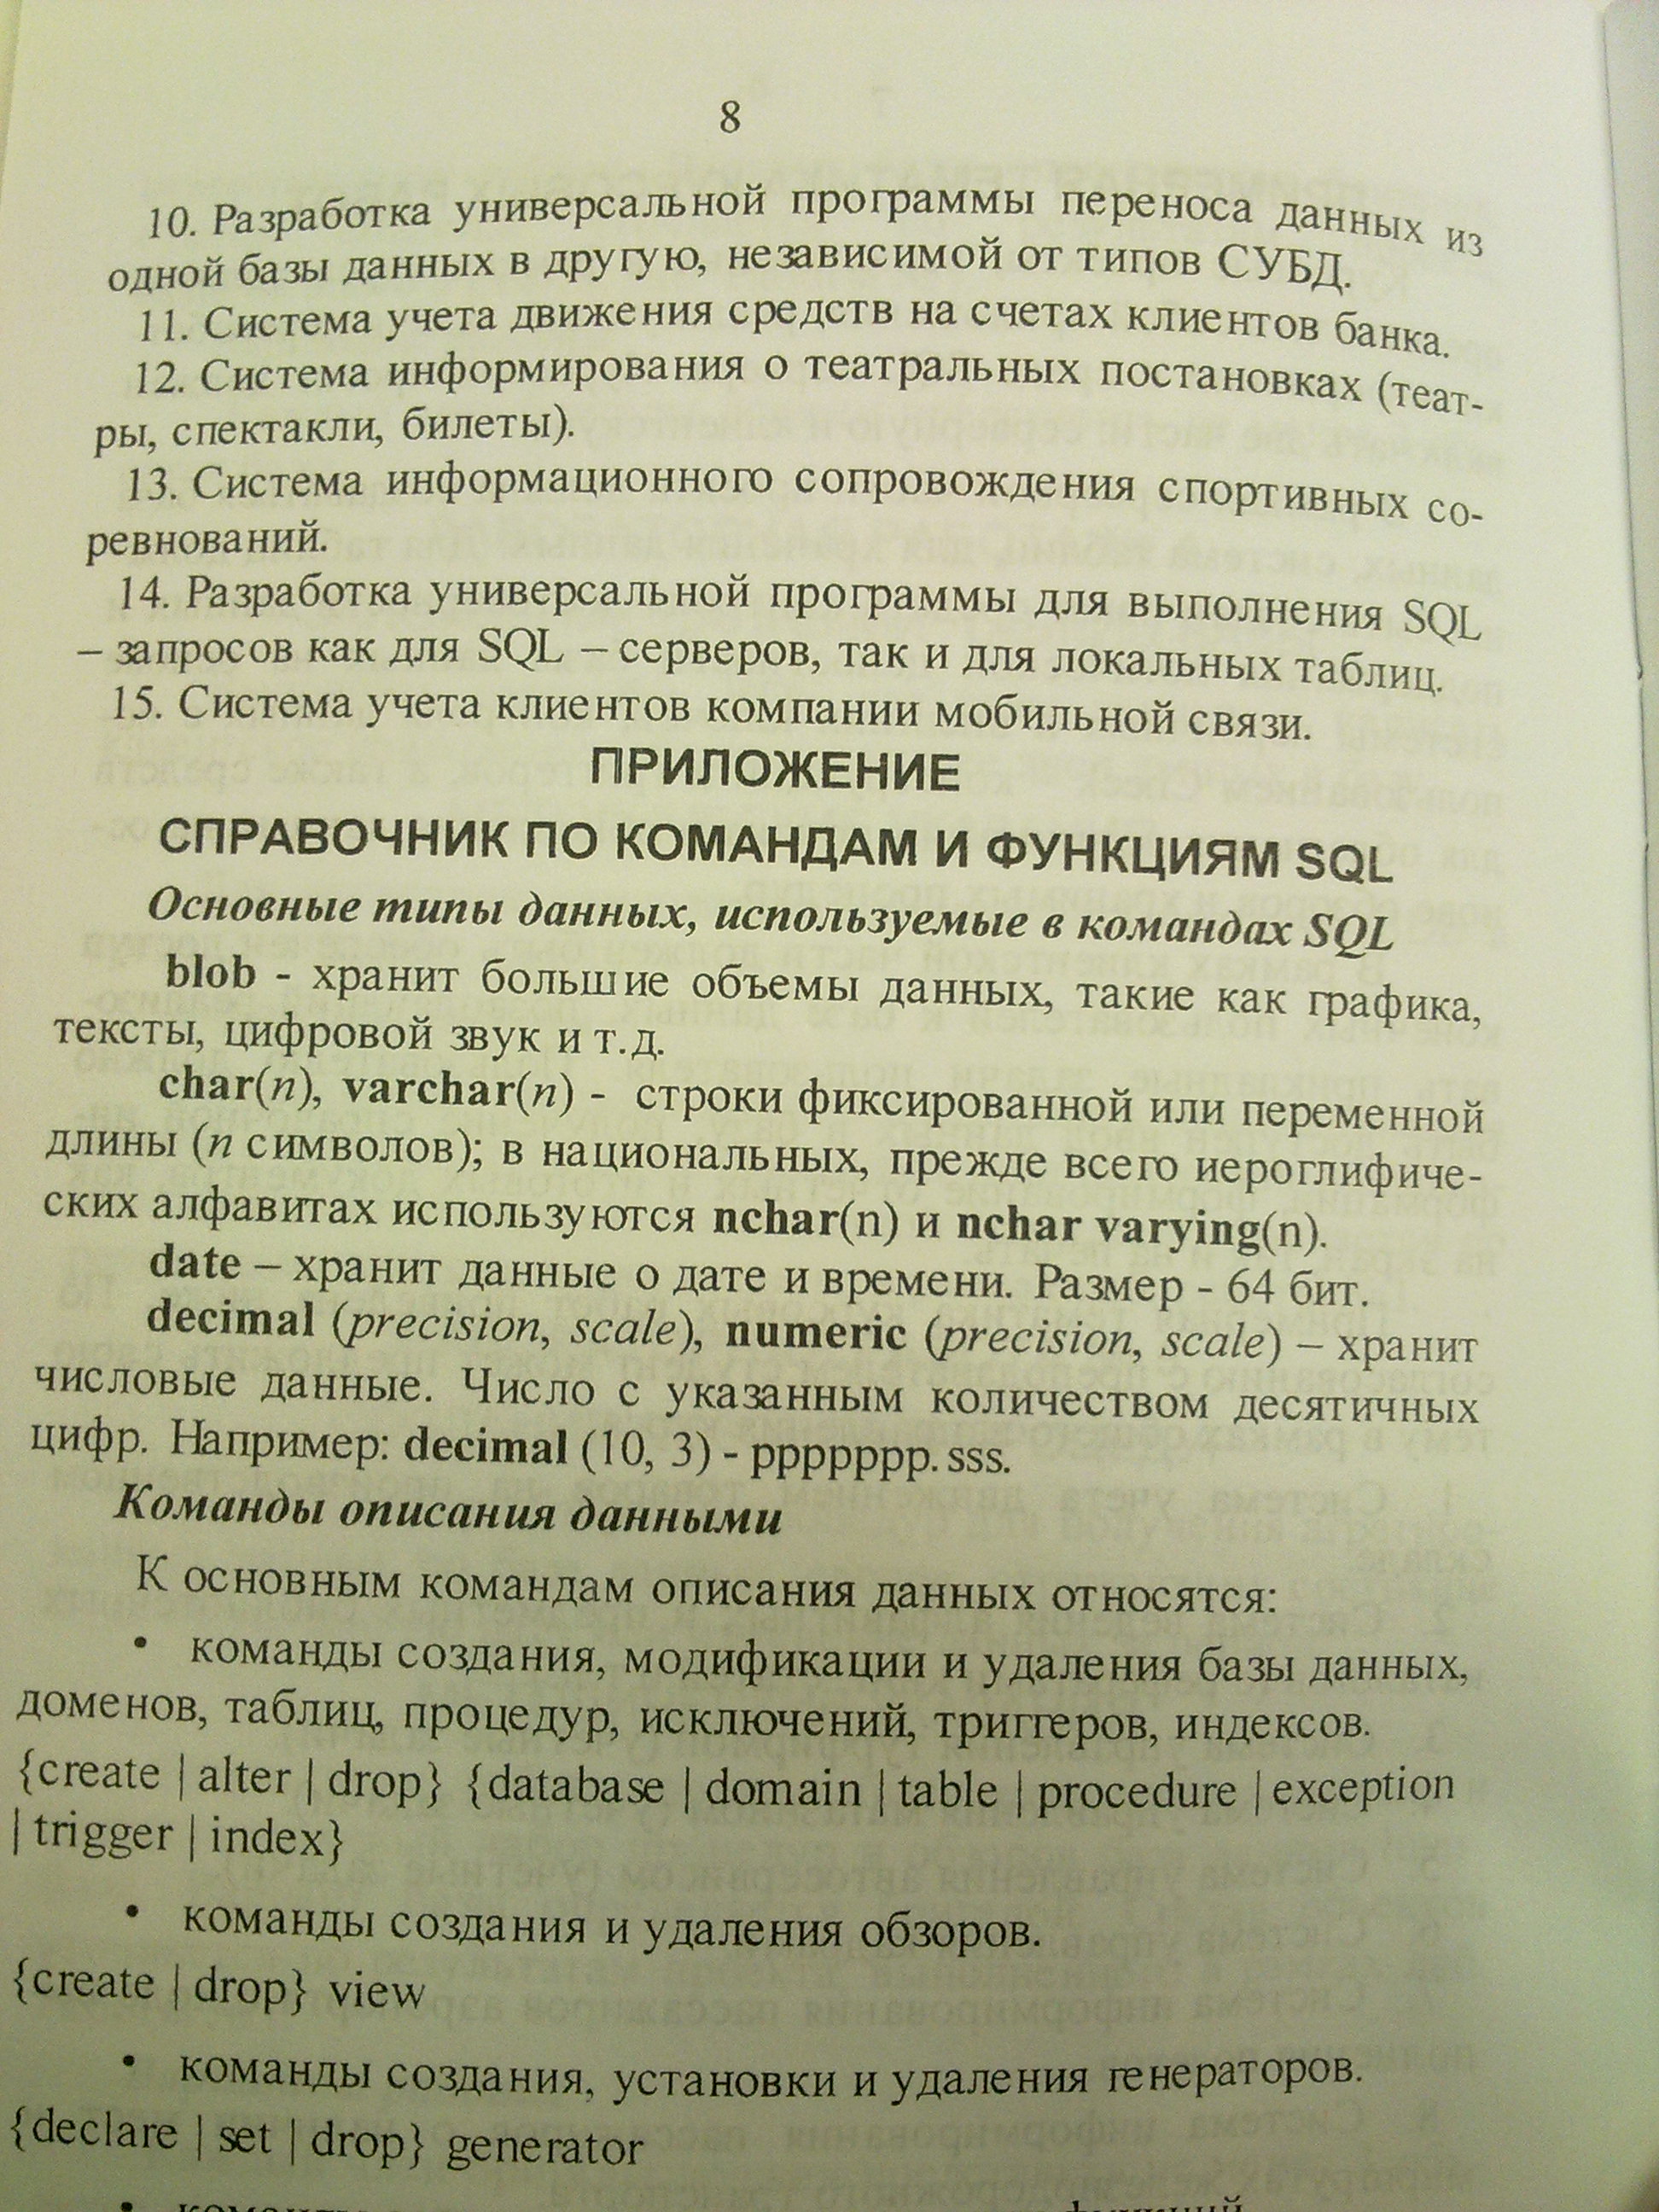 8
10. Разработка универсальной программы переноса данных из
одной базы данных в другую, независимой от типов СУБД.
11. Система учета движения средств на счетах клиентов банка.
12. Система информирования о театральных постановках (теат-
ры, спектакли, билеты).
13. Система информационного сопровождения спортивных со-
ревнований.
14. Разработка универсальной программы для выполнения SQL
– запросов как для SQL – серверов, так и для локальных таблиц.
15. Система учета клиентов компании мобильной связи.
ПРИЛОЖЕНИЕ
СПРАВОЧНИК ПО КОМАНДАМ И ФУНКЦИЯМ SQL
Основные типы данных, используемые в командах SQL
blob - хранит большие объемы данных, такие как графика,
тексты, цифровой звук и т.д.
char(n), varchar(n) - строки фиксированной или переменной
длины (n символов); в национальных, прежде всего иероглифиче-
ских алфавитах используются nchar(n) и nchar varying(n).
date – хранит данные о дате и времени. Размер - 64 бит.
decimal (precision, scale), numeric (precision, scale) – хранит
числовые данные. Число с указанным количеством десятичных
цифр. Например: decimal (10, 3) - ppppppp.sss.
Команды описания данными
К основным командам описания данных относятся:
• команды создания, модификации и удаления базы данных,
доменов, таблиц, процедур, исключений, триггеров, индексов.
{create | alter | drop} {database | domain | table | procedure | exception
| trigger | index}
• команды создания и удаления обзоров.
{create | drop} view
• команды создания, установки и удаления генераторов.
{declare | set | drop} generator